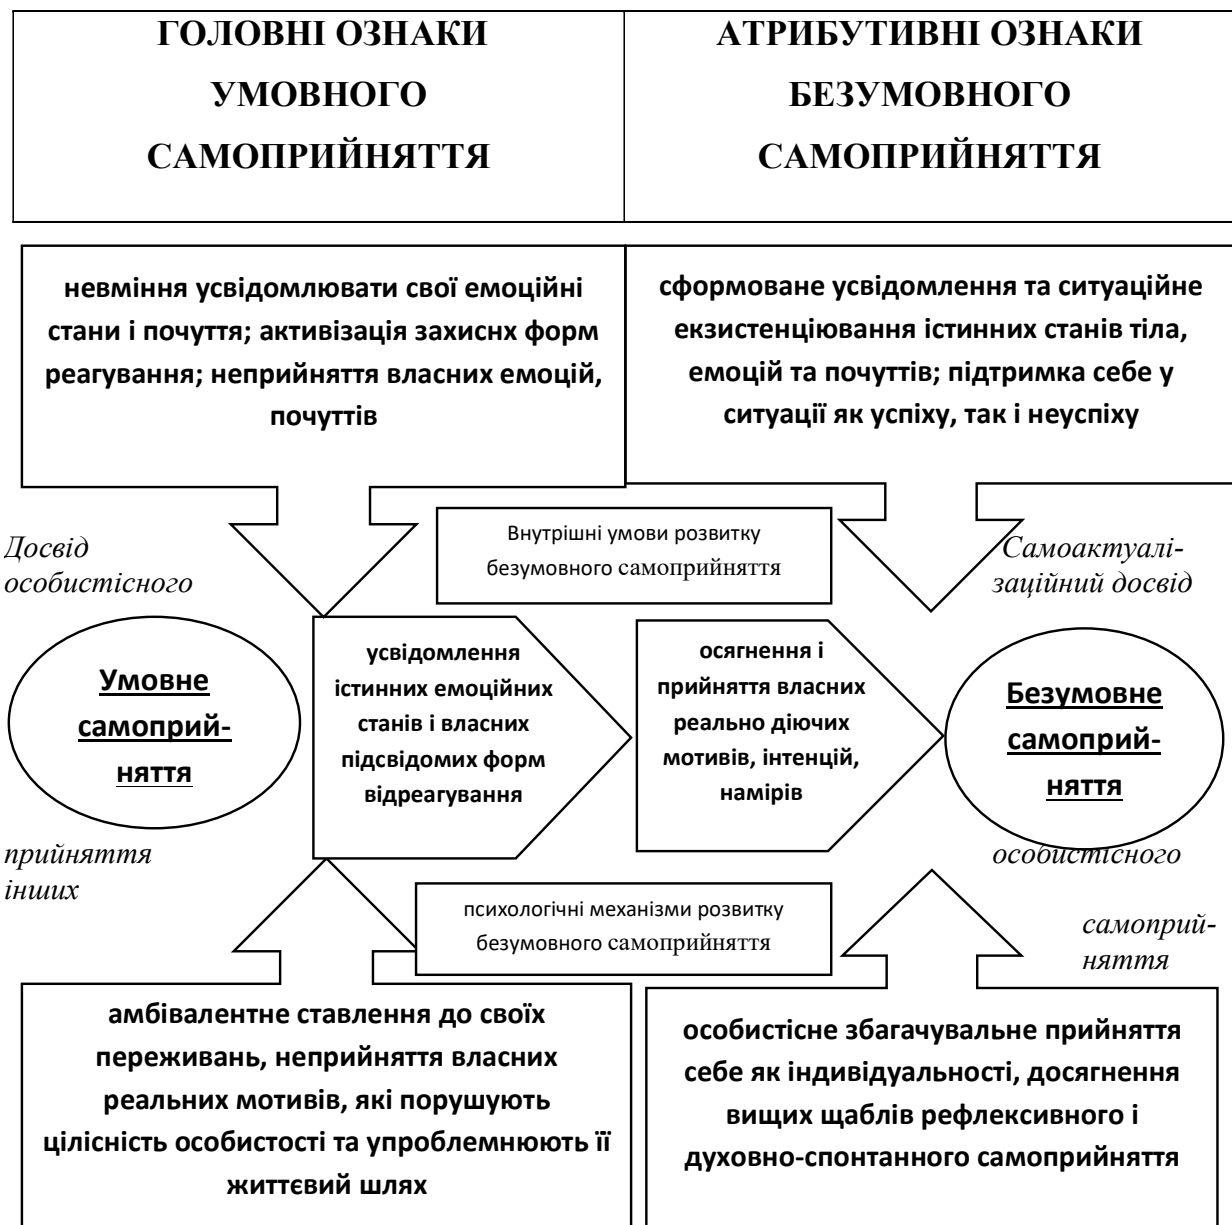 ГОЛОВНІ ОЗНАКИ
УМОВНОГО
САМОПРИЙНЯТТЯ
АТРИБУТИВНІ ОЗНАКИ
БЕЗУМОВНОГО
САМОПРИЙНЯТТЯ
невміння усвідомлювати свої емоційні
стани і почуття; активізація захиснх форм
реагування; неприйняття власних емоцій,
почуттів
сформоване усвідомлення та ситуаційне
екзистенціювання істинних станів тіла,
емоцій та почуттів; підтримка себе у
ситуації як успіху, так і неуспіху
Досвід
особистісного
Внутрішні умови розвитку
безумовного самоприйняття
Самоактуалі-
заційний досвід
Умовне
самоприй-
няття
усвідомлення
істинних емоційних
станів і власних
підсвідомих форм
відреагування
осягнення і
прийняття власних
реально діючих
мотивів, інтенцій,
намірів
Безумовне
самоприй-
няття
прийняття
інших
психологічні механізми розвитку
безумовного самоприйняття
особистісного
самоприй-
няття
амбівалентне ставлення до своїх
переживань, неприйняття власних
реальних мотивів, які порушують
цілісність особистості та упроблемнюють її
життєвий шлях
особистісне збагачувальне прийняття
себе як індивідуальності, досягнення
вищих щаблів рефлексивного і
духовно-спонтанного самоприйняття